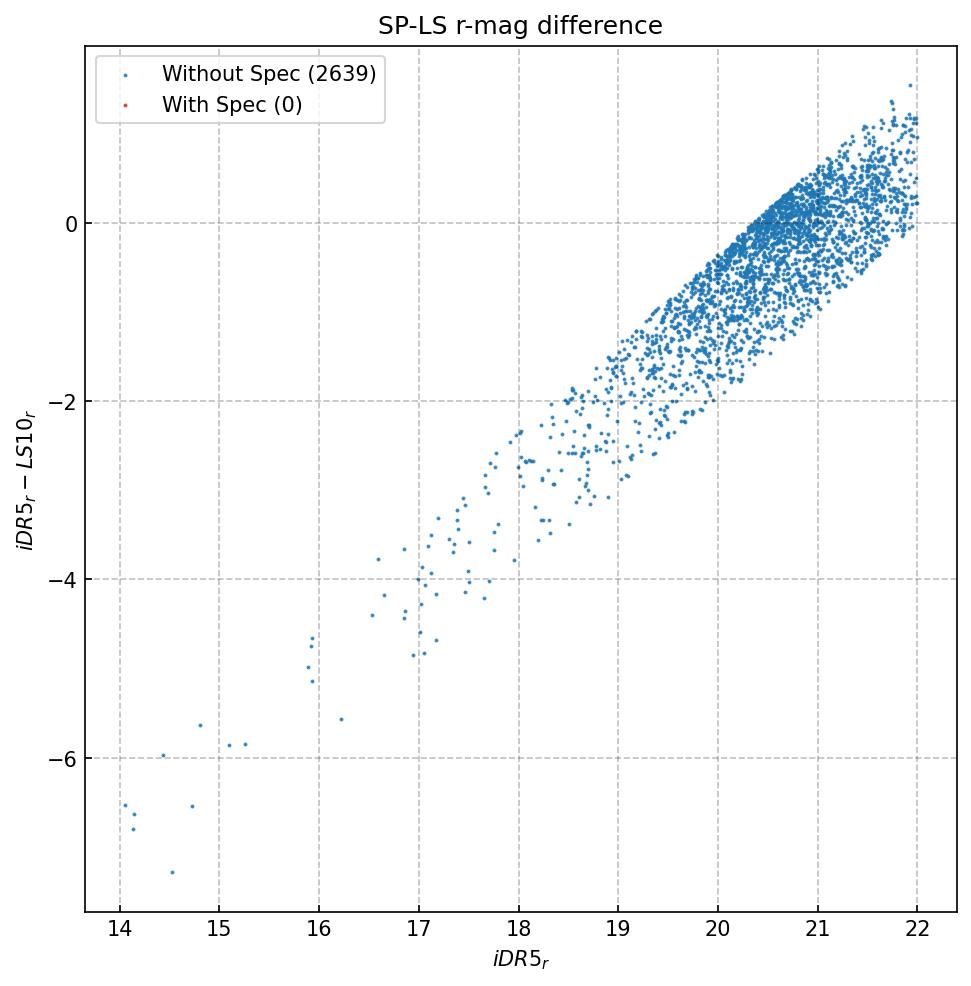 SP-LS r-mag difference
Without Spec (2639)
With Spec (0)
0
−2
−4
−6
iDR5r − LS10r
14 15 16 17 18 19 20 21 22
iDR5r